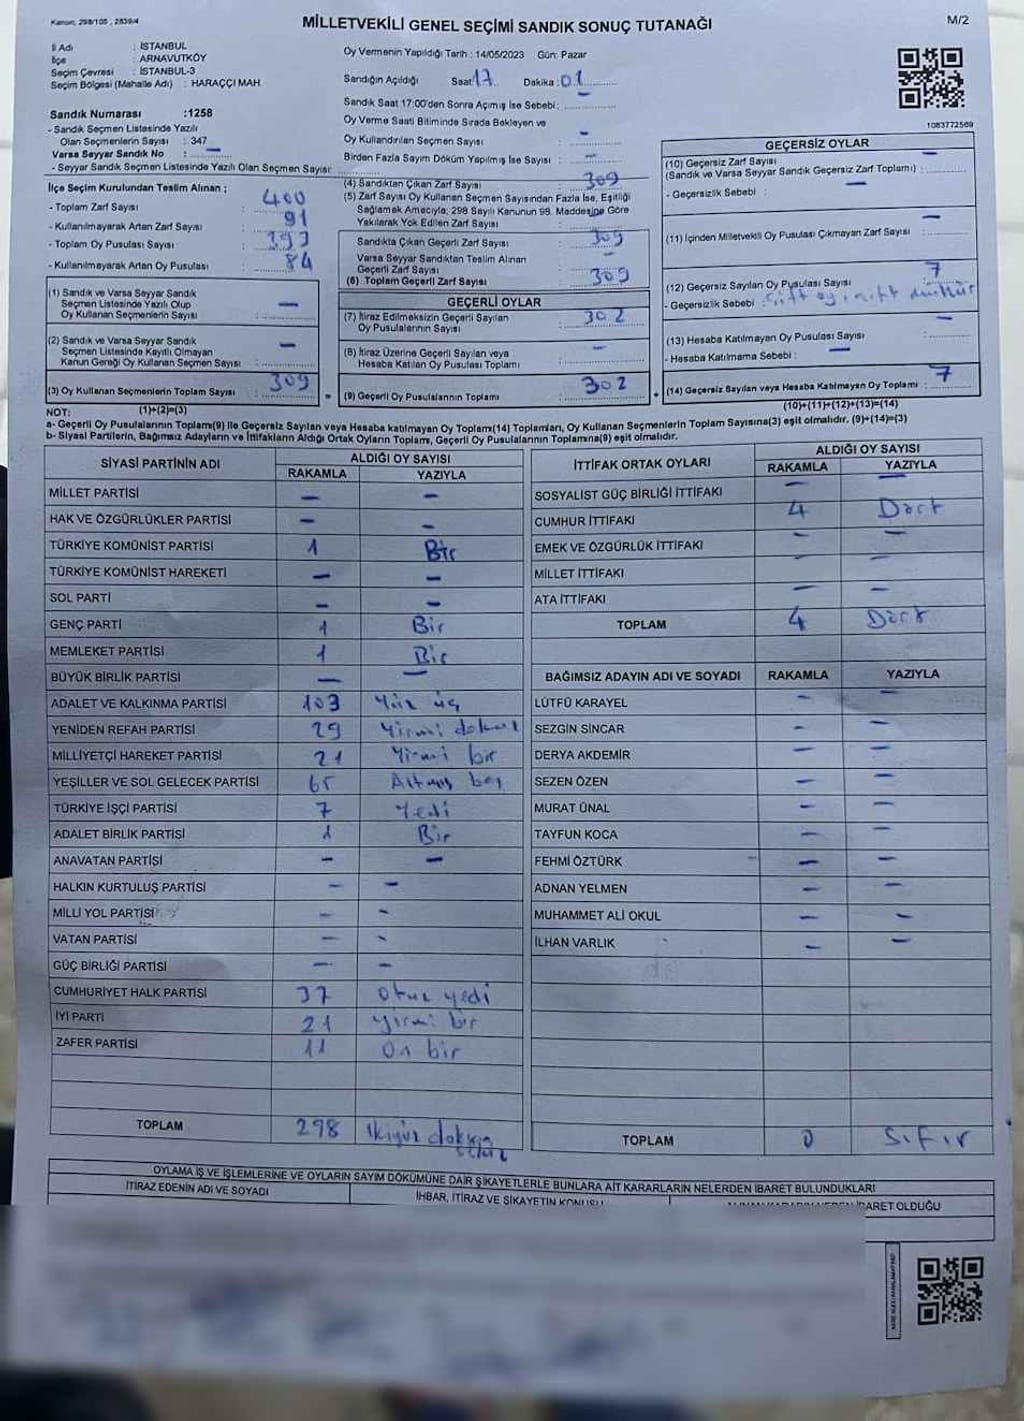 Kanun; 298/105 , 2839/4
MİLLETVEKİLİ GENEL SEÇİMİ SANDIK SONUÇ TUTANAĞI
M/2
İl Adı : İSTANBUL
İlçe : ARNAVUTKÖY
Seçim Çevresi : İSTANBUL-3
Seçim Bölgesi (Mahalle Adı) : HARAÇÇI MAH.
Sandık Numarası :1258
- Sandık Seçmen Listesinde Yazılı
Olan Seçmenlerin Sayısı : 347
Varsa Seyyar Sandık No : —
- Seyyar Sandık Seçmen Listesinde Yazılı Olan Seçmen Sayısı:
Oy Vermenin Yapıldığı Tarih : 14/05/2023 Gün: Pazar
Sandığın Açıldığı Saat 17 Dakika : 01
Sandık Saat 17:00'den Sonra Açımış İse Sebebi: —
Oy Verme Saati Bitiminde Sırada Bekleyen ve
Oy Kullandırılan Seçmen Sayısı : —
Birden Fazla Sayım Döküm Yapılmış İse Sayısı : —
1083772569
İlçe Seçim Kurulundan Teslim Alınan ;
- Toplam Zarf Sayısı : 400
- Kullanılmayarak Artan Zarf Sayısı : 91
- Toplam Oy Pusulası Sayısı : 393
- Kullanılmayarak Artan Oy Pusulası : 84
(1) Sandık ve Varsa Seyyar Sandık
Seçmen Listesinde Yazılı Olup
Oy Kullanan Seçmenlerin Sayısı : —
(2) Sandık ve Varsa Seyyar Sandık
Seçmen Listesinde Kayıtlı Olmayan
Kanun Gereği Oy Kullanan Seçmen Sayısı : —
(3) Oy Kullanan Seçmenlerin Toplam Sayısı : 309
(1)+(2)=(3)
(4) Sandıktan Çıkan Zarf Sayısı : 309
(5) Zarf Sayısı Oy Kullanan Seçmen Sayısından Fazla İse, Eşitliği
Sağlamak Amacıyla, 298 Sayılı Kanunun 98. Maddesine Göre
Yakılarak Yok Edilen Zarf Sayısı : —
Sandıkta Çıkan Geçerli Zarf Sayısı : 309
Varsa Seyyar Sandıktan Teslim Alınan
Geçerli Zarf Sayısı : —
(6) Toplam Geçerli Zarf Sayısı : 309
GEÇERLİ OYLAR
(7) İtiraz Edilmeksizin Geçerli Sayılan
Oy Pusulalarının Sayısı : 302
(8) İtiraz Üzerine Geçerli Sayılan veya
Hesaba Katılan Oy Pusulası Toplamı : —
(9) Geçerli Oy Pusulalarının Toplamı : 302
GEÇERSİZ OYLAR
(10) Geçersiz Zarf Sayısı
(Sandık ve Varsa Seyyar Sandık Geçersiz Zarf Toplamı) : —
- Geçersizlik Sebebi : —
(11) İçinden Milletvekili Oy Pusulası Çıkmayan Zarf Sayısı : —
(12) Geçersiz Sayılan Oy Pusulası Sayısı : 7
- Geçersizlik Sebebi : çift oy
(13) Hesaba Katılmayan Oy Pusulası Sayısı : —
- Hesaba Katılmama Sebebi : —
(14) Geçersiz Sayılan veya Hesaba Katılmayan Oy Toplamı : 7
(10)+(11)+(12)+(13)=(14)
NOT:
a- Geçerli Oy Pusulalarının Toplamı(9) ile Geçersiz Sayılan veya Hesaba katılmayan Oy Toplam(14) Toplamları, Oy Kullanan Seçmenlerin Toplam Sayısına(3) eşit olmalıdır. (9)+(14)=(3)
b- Siyasi Partilerin, Bağımsız Adayların ve İttifakların Aldığı Ortak Oyların Toplamı, Geçerli Oy Pusulalarının Toplamına(9) eşit olmalıdır.
SİYASİ PARTİNİN ADI
ALDIĞI OY SAYISI
RAKAMLA YAZIYLA
MİLLET PARTİSİ — —
HAK VE ÖZGÜRLÜKLER PARTİSİ — —
TÜRKİYE KOMÜNİST PARTİSİ 1 Bir
TÜRKİYE KOMÜNİST HAREKETİ — —
SOL PARTİ — —
GENÇ PARTİ 1 Bir
MEMLEKET PARTİSİ 1 Bir
BÜYÜK BİRLİK PARTİSİ — —
ADALET VE KALKINMA PARTİSİ 103 Yüz üç
YENİDEN REFAH PARTİSİ 29 Yirmi dokuz
MİLLİYETÇİ HAREKET PARTİSİ 21 Yirmi bir
YEŞİLLER VE SOL GELECEK PARTİSİ 65 Altmış beş
TÜRKİYE İŞÇİ PARTİSİ 7 Yedi
ADALET BİRLİK PARTİSİ 1 Bir
ANAVATAN PARTİSİ — —
HALKIN KURTULUŞ PARTİSİ — —
MİLLİ YOL PARTİSİ — —
VATAN PARTİSİ — —
GÜÇ BİRLİĞİ PARTİSİ — —
CUMHURİYET HALK PARTİSİ 37 Otuz yedi
İYİ PARTİ 21 Yirmi bir
ZAFER PARTİSİ 11 On bir
TOPLAM 298 İkiyüz doksan sekiz
İTTİFAK ORTAK OYLARI
ALDIĞI OY SAYISI
RAKAMLA YAZIYLA
SOSYALİST GÜÇ BİRLİĞİ İTTİFAKI — —
CUMHUR İTTİFAKI 4 Dört
EMEK VE ÖZGÜRLÜK İTTİFAKI — —
MİLLET İTTİFAKI — —
ATA İTTİFAKI — —
TOPLAM 4 Dört
BAĞIMSIZ ADAYIN ADI VE SOYADI RAKAMLA YAZIYLA
LÜTFÜ KARAYEL — —
SEZGİN SİNCAR — —
DERYA AKDEMİR — —
SEZEN ÖZEN — —
MURAT ÜNAL — —
TAYFUN KOCA — —
FEHMİ ÖZTÜRK — —
ADNAN YELMEN — —
MUHAMMET ALİ OKUL — —
İLHAN VARLIK — —
TOPLAM 0 Sıfır
OYLAMA İŞ VE İŞLEMLERİNE VE OYLARIN SAYIM DÖKÜMÜNE DAİR ŞİKAYETLERLE BUNLARA AİT KARARLARIN NELERDEN İBARET BULUNDUKLARI
İTİRAZ EDENİN ADI VE SOYADI
İHBAR, İTİRAZ VE ŞİKAYETİN KONUSU
İBARET OLDUĞU